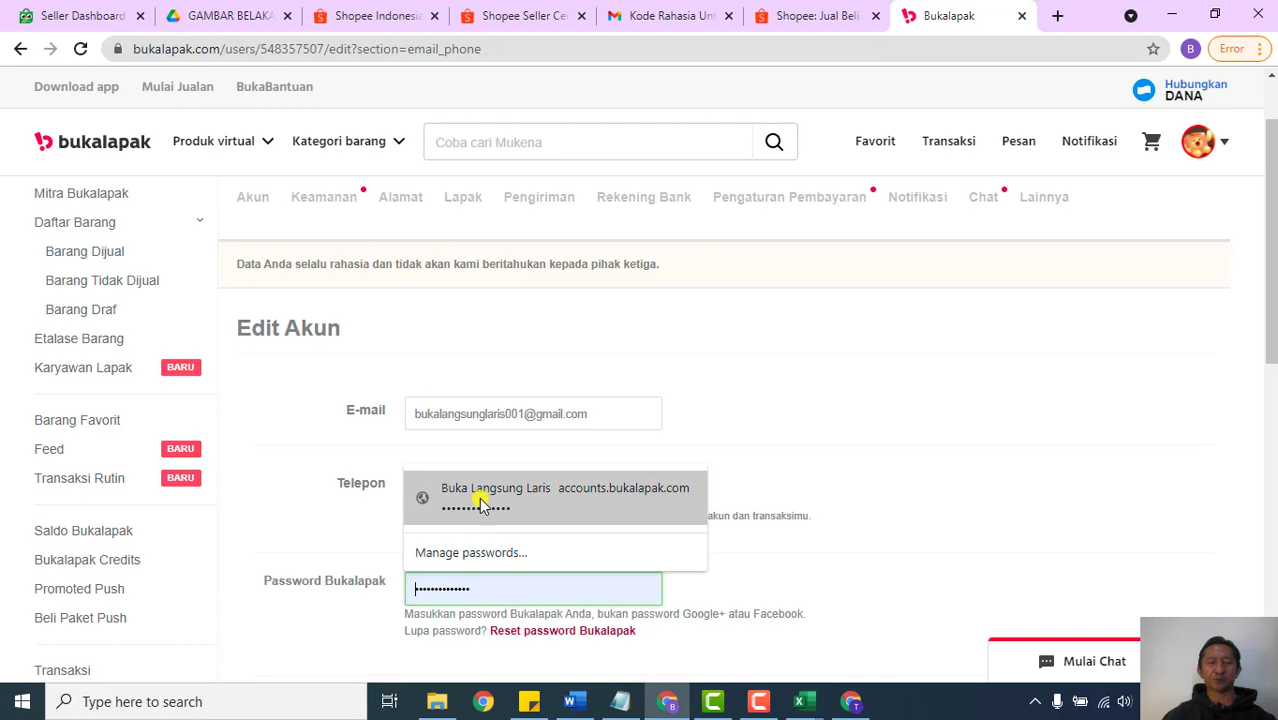 Seller Dashboard
GAMBAR BELAKA
Shopee Indonesia
Shopee Seller Cen
Kode Rahasia Un
Shopee: Jual Beli
Bukalapak
bukalapak.com/users/548357507/edit?section=email_phone
B
Error
Download app
Mulai Jualan
BukaBantuan
Hubungkan
DANA
bukalapak
Produk virtual
Kategori barang
Coba cari Mukena
Favorit
Transaksi
Pesan
Notifikasi
Mitra Bukalapak
Daftar Barang
Barang Dijual
Barang Tidak Dijual
Barang Draf
Etalase Barang
Karyawan Lapak
BARU
Barang Favorit
Feed
BARU
Transaksi Rutin
BARU
Saldo Bukalapak
Bukalapak Credits
Promoted Push
Beli Paket Push
Transaksi
Akun
Keamanan
Alamat
Lapak
Pengiriman
Rekening Bank
Pengaturan Pembayaran
Notifikasi
Chat
Lainnya
Data Anda selalu rahasia dan tidak akan kami beritahukan kepada pihak ketiga.
Edit Akun
E-mail
bukalangsunglaris001@gmail.com
Telepon
Buka Langsung Laris accounts.bukalapak.com
akun dan transaksimu.
Manage passwords...
Password Bukalapak
Masukkan password Bukalapak Anda, bukan password Google+ atau Facebook.
Lupa password? Reset password Bukalapak
Mulai Chat
Type here to search